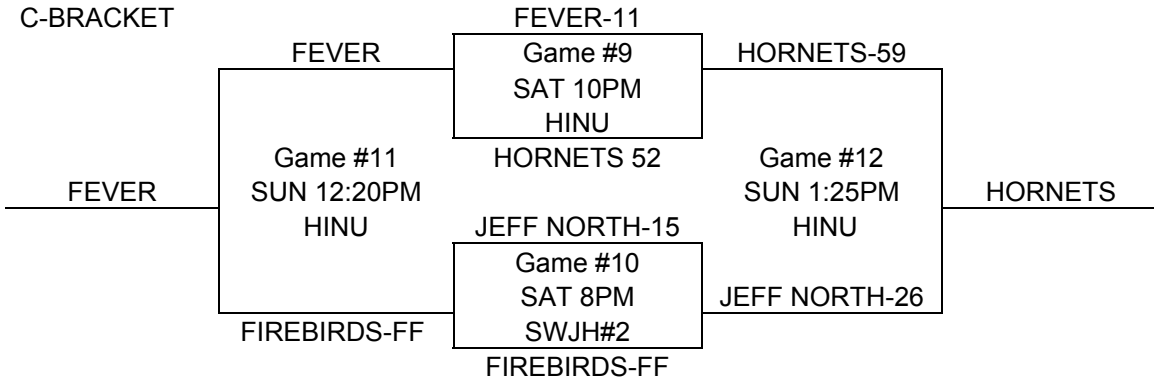 C-BRACKET
FEVER-11
FEVER
Game #9
HORNETS-59
SAT 10PM
HINU
Game #11
HORNETS 52
Game #12
FEVER
SUN 12:20PM
SUN 1:25PM
HORNETS
HINU
JEFF NORTH-15
HINU
Game #10
SAT 8PM
JEFF NORTH-26
FIREBIRDS-FF
SWJH#2
FIREBIRDS-FF